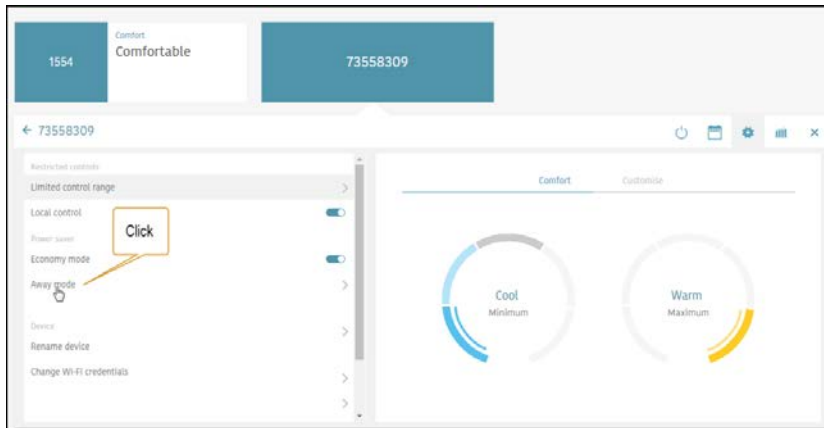 1554
Comfort
Comfortable
73558309
← 73558309
Restricted controls
Limited control range
Local control
Power saver
Economy mode
Away mode
Click
Device
Rename device
Change Wi-Fi credentials
Comfort
Customise
Cool
Minimum
Warm
Maximum